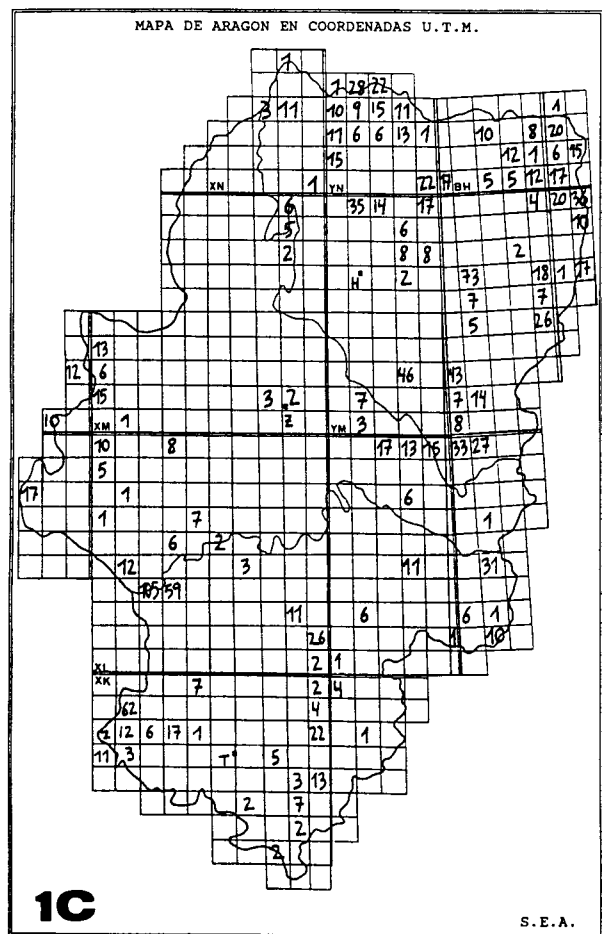 MAPA DE ARAGON EN COORDENADAS U.T.M.
1
7 28 22
3 11 10 9 15 11 1
11 6 6 13 1 10 8 20
15 12 1 6 15
XN 1 YN 22 17 BH 5 5 12 17
6 35 14 17 4 20 36
5 6 10
2 8 8 2
H 2 73 18 1 17
7 7
5 26
13
12 6 46 43
15 3 2 7 7 14
10 XM 1 Z YM 3 8
10 8 17 13 15 33 27
5
17 1 6
1 7 1
6 2
12 3 11 31
105 59
11 6 6 1
26 1 10
XL 2 1
XK 7 2 4
62 4
2 12 6 17 1 22 1
11 3 T 5
3 13
2 7
2
2
1C
S.E.A.